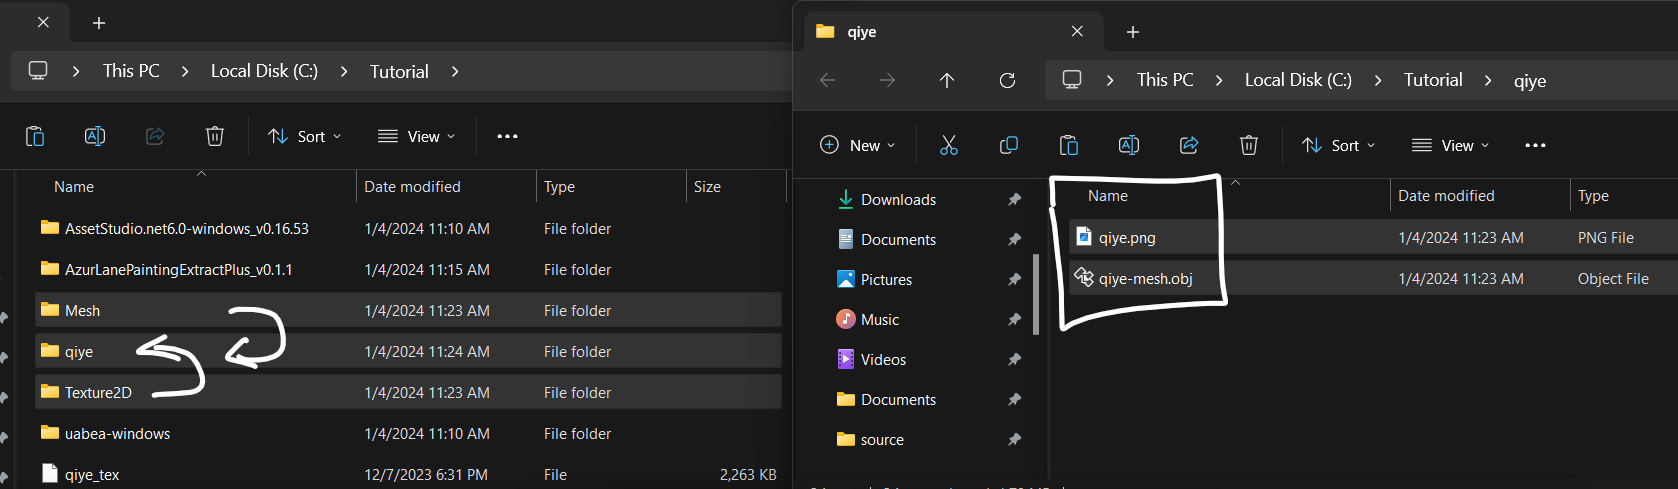 This PC > Local Disk (C:) > Tutorial >
Sort View
Name Date modified Type Size
AssetStudio.net6.0-windows_v0.16.53 1/4/2024 11:10 AM File folder
AzurLanePaintingExtractPlus_v0.1.1 1/4/2024 11:15 AM File folder
Mesh 1/4/2024 11:23 AM File folder
qiye 1/4/2024 11:24 AM File folder
Texture2D 1/4/2024 11:23 AM File folder
uabea-windows 1/4/2024 11:10 AM File folder
qiye_tex 12/7/2023 6:31 PM File 2,263 KB
qiye
This PC > Local Disk (C:) > Tutorial > qiye
New Sort View
Downloads
Documents
Pictures
Music
Videos
Documents
source
Name Date modified Type
qiye.png 1/4/2024 11:23 AM PNG File
qiye-mesh.obj 1/4/2024 11:23 AM Object File